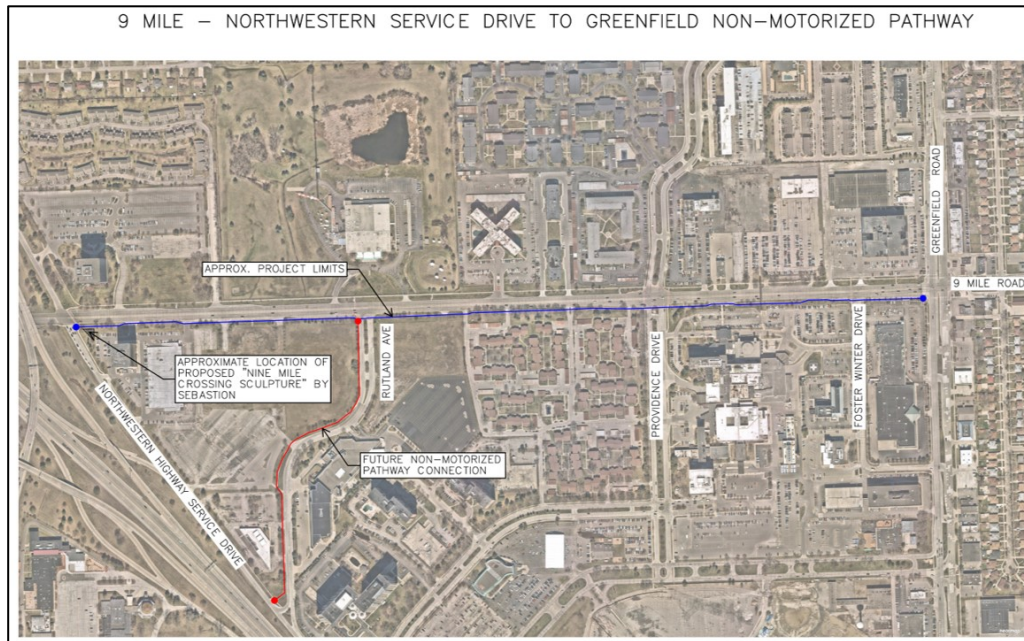 9 MILE – NORTHWESTERN SERVICE DRIVE TO GREENFIELD NON–MOTORIZED PATHWAY
GREENFIELD ROAD
APPROX. PROJECT LIMITS
9 MILE ROAD
RUTLAND AVE
APPROXIMATE LOCATION OF
PROPOSED "NINE MILE
CROSSING SCULPTURE" BY
SEBASTION
PROVIDENCE DRIVE
FOSTER WINTER DRIVE
NORTHWESTERN HIGHWAY SERVICE DRIVE
FUTURE NON–MOTORIZED
PATHWAY CONNECTION